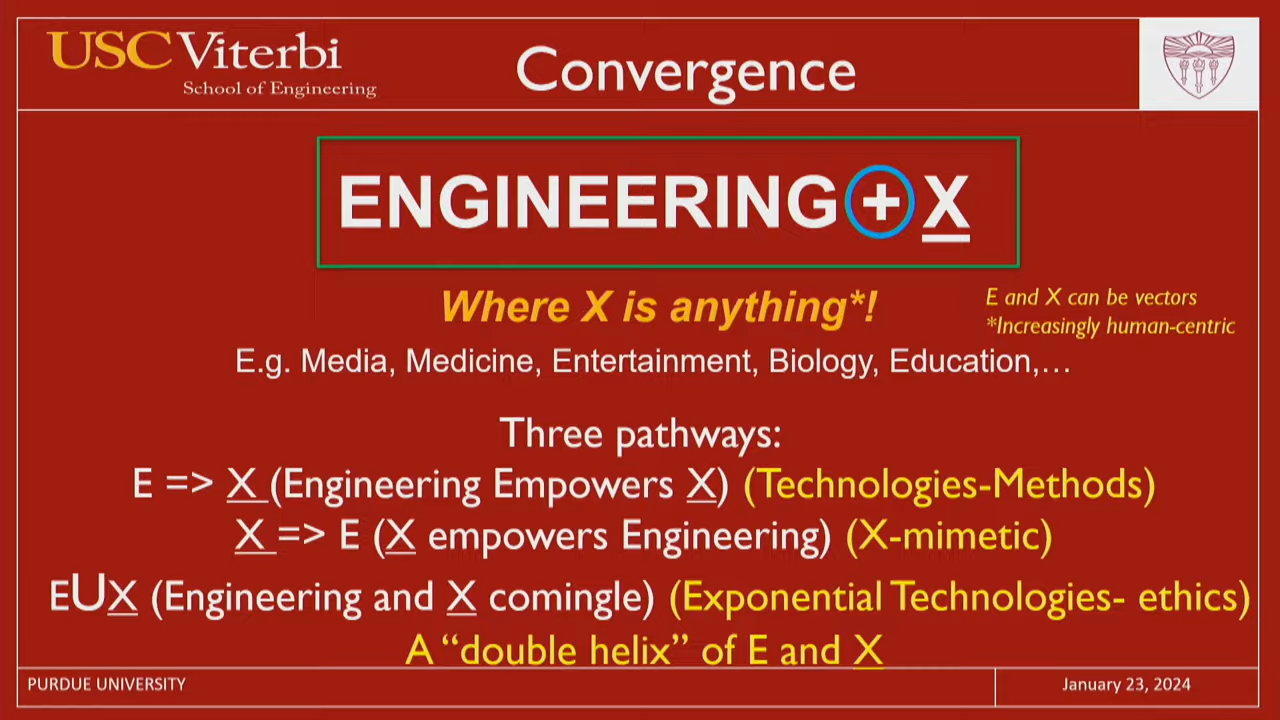 USC Viterbi
School of Engineering
Convergence
ENGINEERING + X
Where X is anything*!
E and X can be vectors
*Increasingly human-centric
E.g. Media, Medicine, Entertainment, Biology, Education,…
Three pathways:
E => X (Engineering Empowers X) (Technologies-Methods)
X => E (X empowers Engineering) (X-mimetic)
EUX (Engineering and X comingle) (Exponential Technologies- ethics)
A “double helix” of E and X
PURDUE UNIVERSITY
January 23, 2024